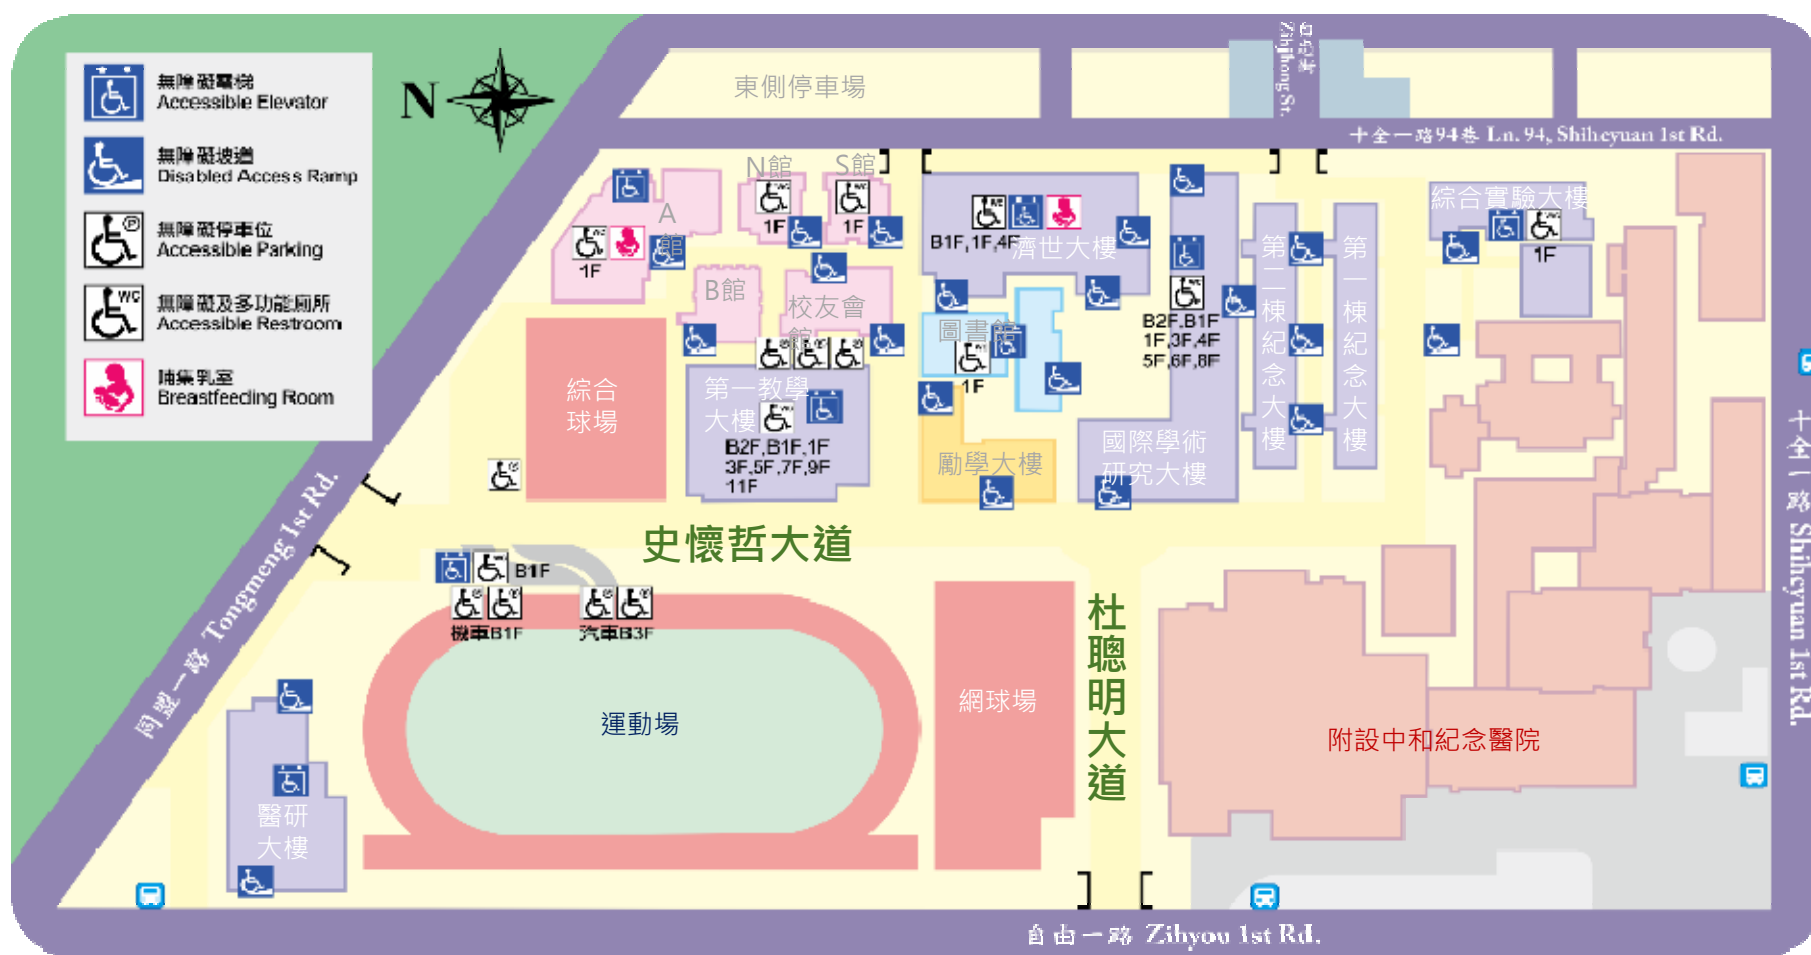 無障礙電梯
Accessible Elevator
無障礙坡道
Disabled Access Ramp
無障礙停車位
Accessible Parking
無障礙及多功能廁所
Accessible Restroom
哺集乳室
Breastfeeding Room
N
東側停車場
Zihhong St.
十全一路94巷 Ln. 94, Shihcyuan 1st Rd.
N館
S館
A
館
1F
1F
1F
B館
校友會
館
B1F,1F,4F
濟世大樓
圖書館
1F
B2F,B1F
1F,3F,4F
5F,6F,8F
第二棟紀念大樓
第一棟紀念大樓
綜合實驗大樓
1F
綜合
球場
第一教學
大樓
B2F,B1F,1F
3F,5F,7F,9F
11F
勵學大樓
國際學術
研究大樓
史懷哲大道
B1F
機車B1F
汽車B3F
運動場
網球場
杜聰明大道
附設中和紀念醫院
醫研
大樓
同盟一路 Tongmeng 1st Rd.
十全一路 Shihcyuan 1st Rd.
自由一路 Zihyou 1st Rd.